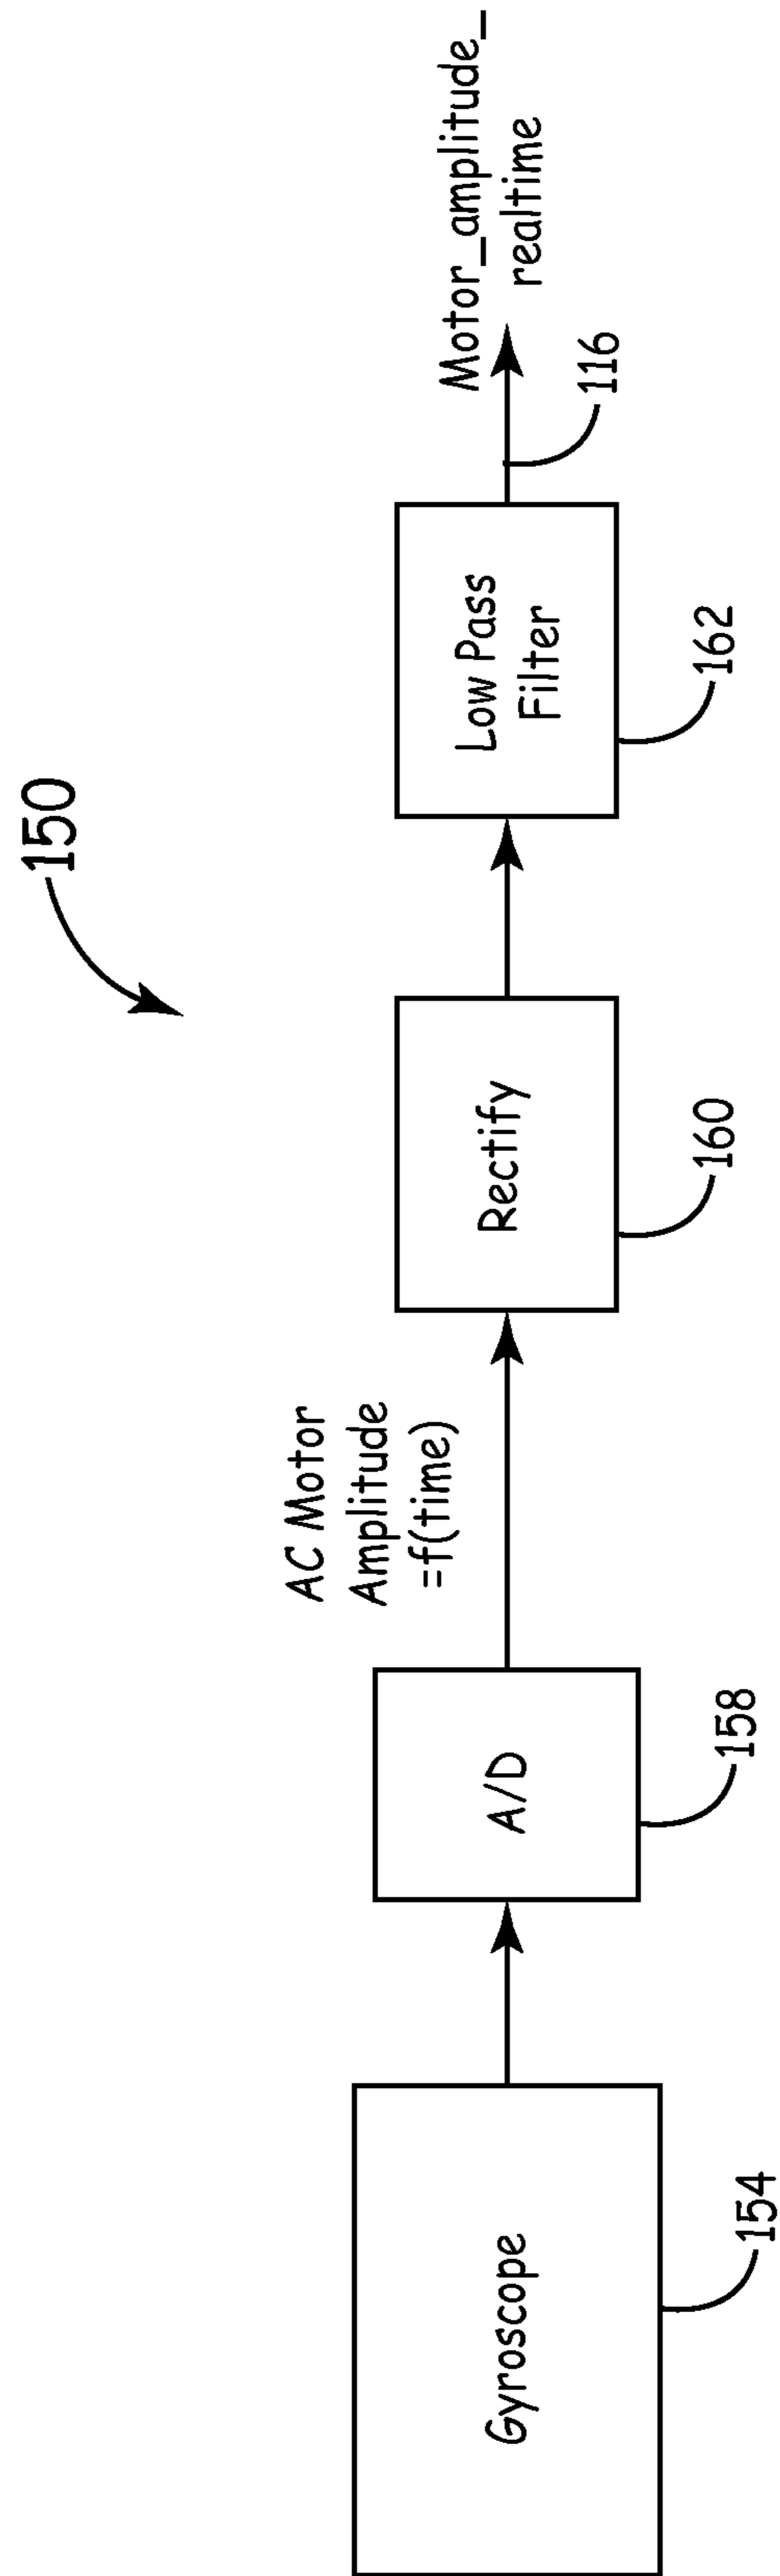 150
Gyroscope
154
A/D
158
AC Motor
Amplitude
=f(time)
Rectify
160
Low Pass
Filter
162
Motor_amplitude_
realtime
116